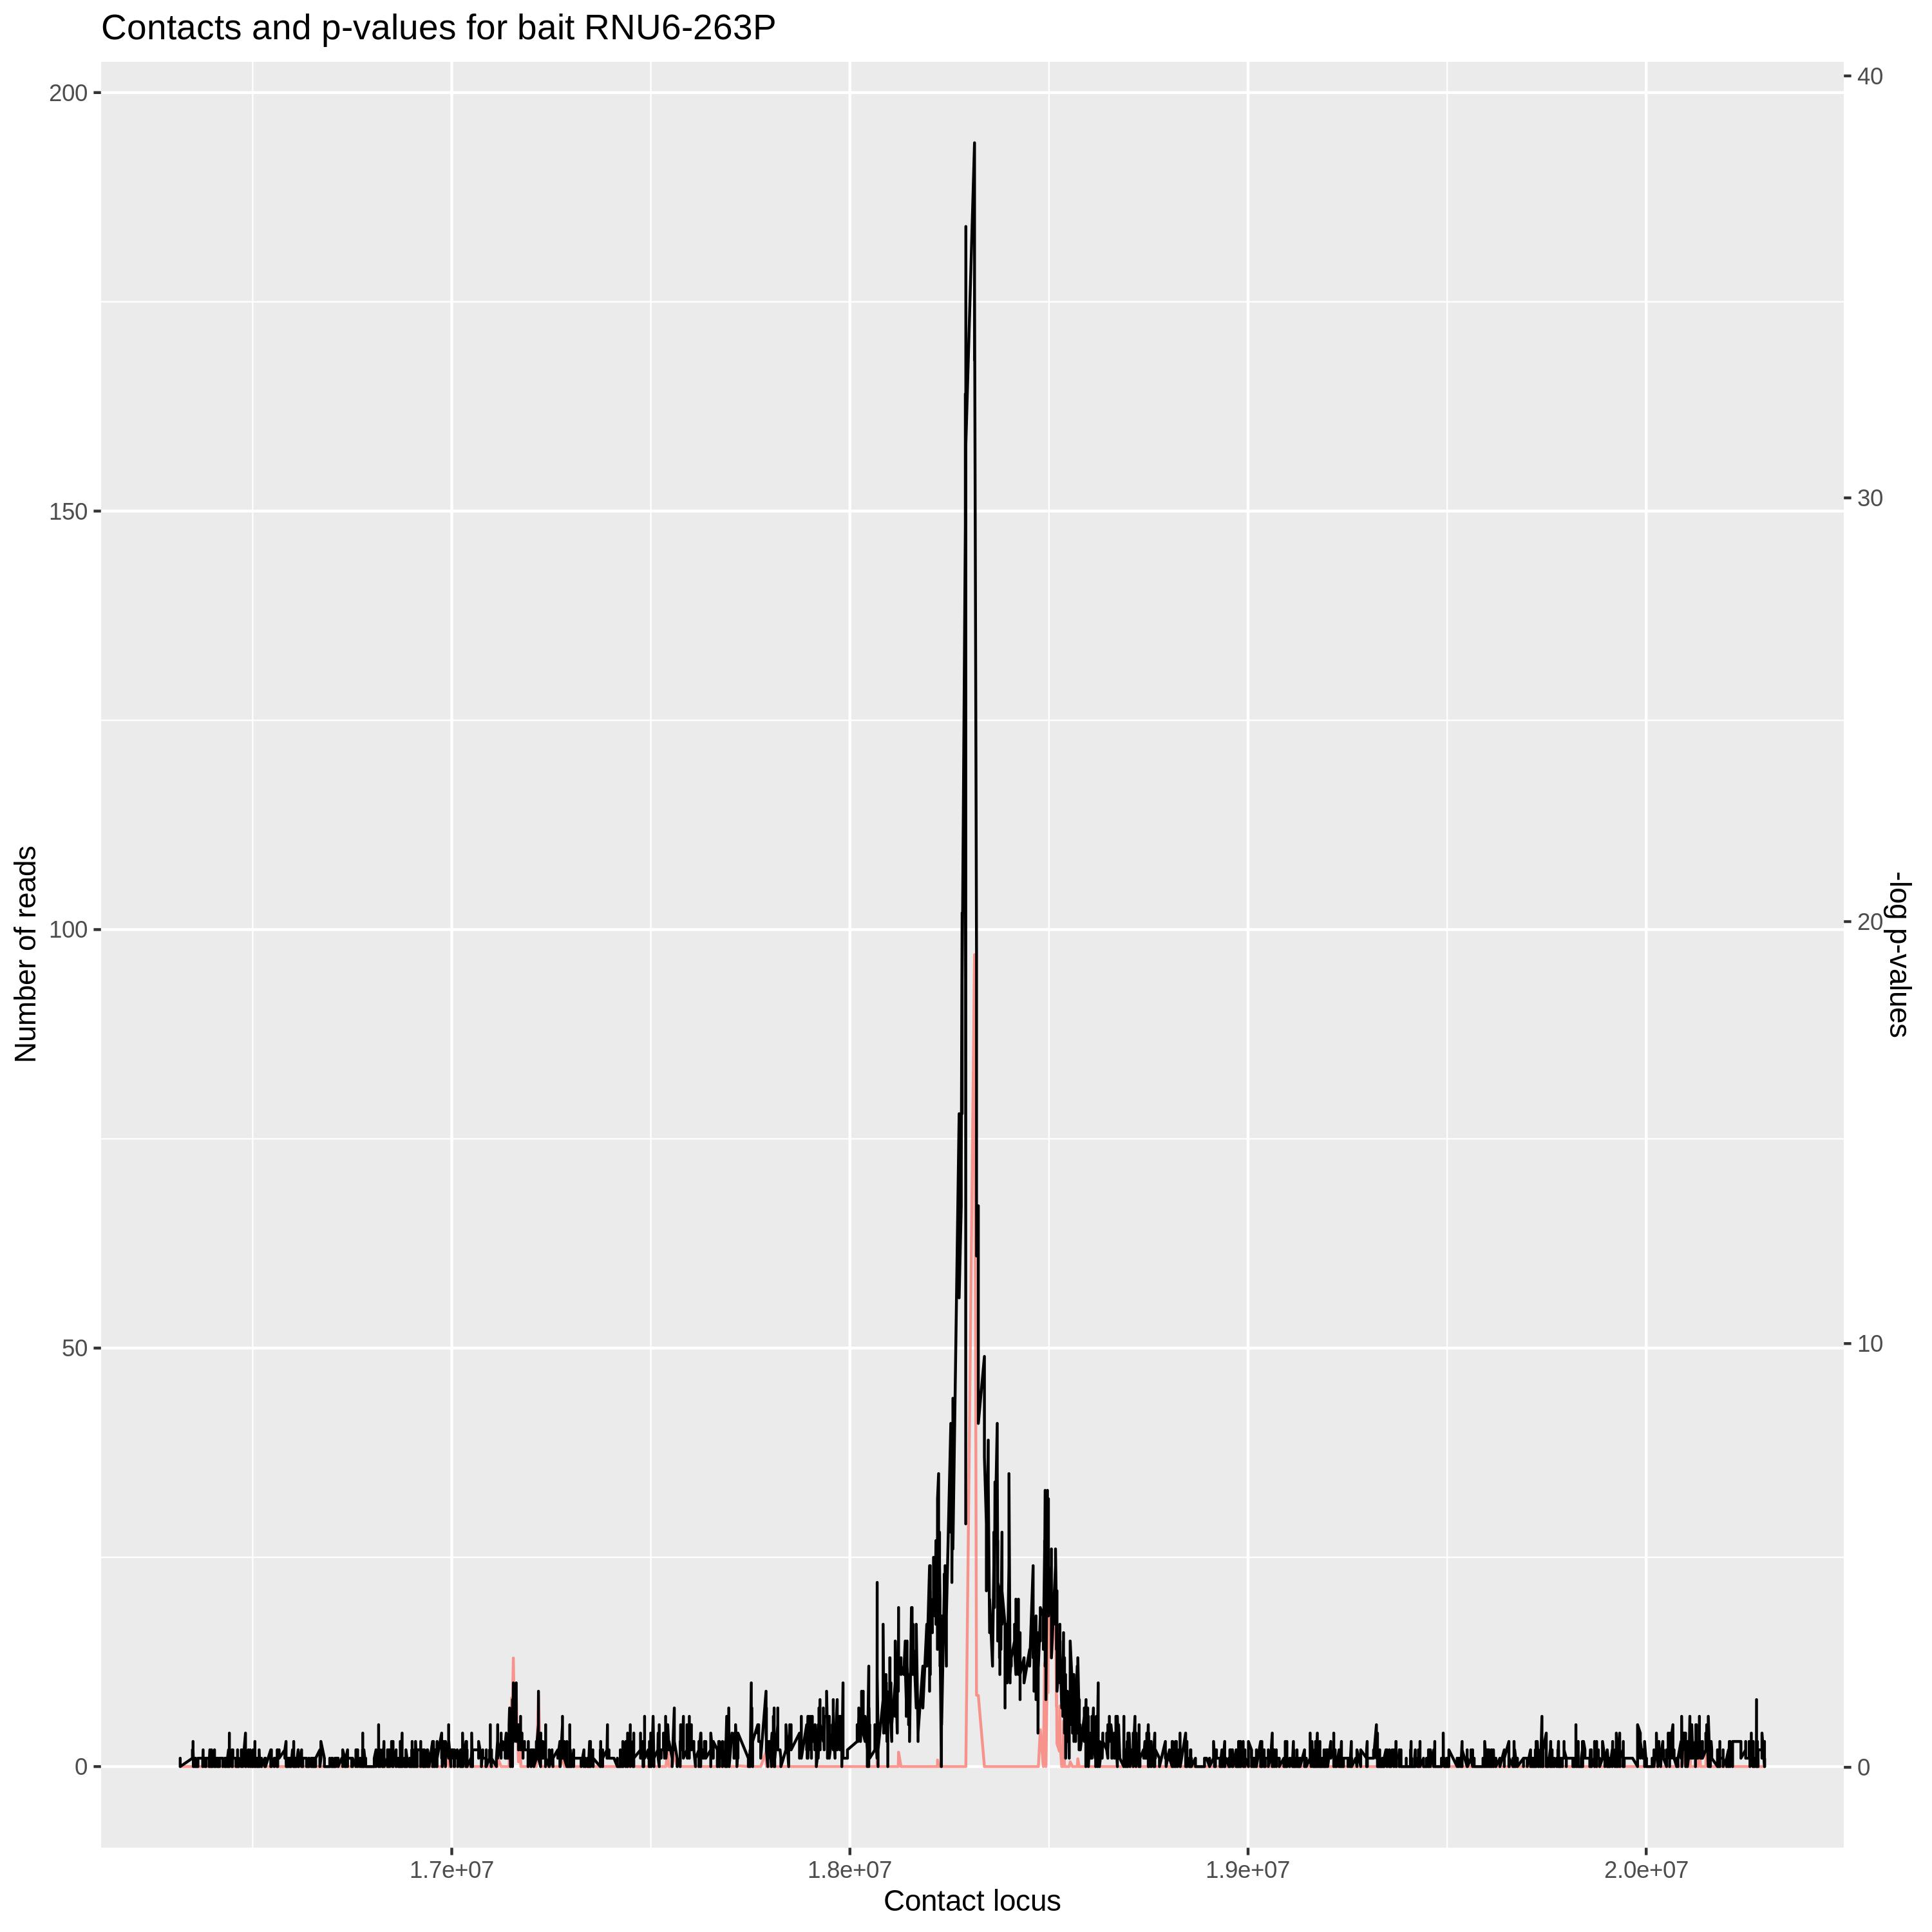 Contacts and p-values for bait RNU6-263P
200
150
100
50
0
Number of reads
40
30
20
10
0
-log p-values
1.7e+07
1.8e+07
1.9e+07
2.0e+07
Contact locus